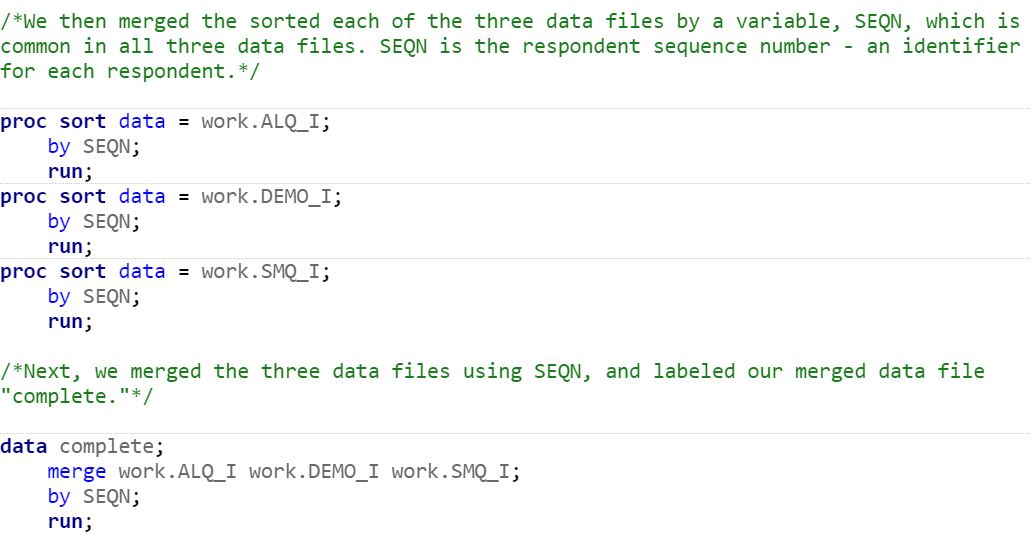 /*We then merged the sorted each of the three data files by a variable, SEQN, which is
common in all three data files. SEQN is the respondent sequence number - an identifier
for each respondent.*/
proc sort data = work.ALQ_I;
by SEQN;
run;
proc sort data = work.DEMO_I;
by SEQN;
run;
proc sort data = work.SMQ_I;
by SEQN;
run;
/*Next, we merged the three data files using SEQN, and labeled our merged data file
"complete."*/
data complete;
merge work.ALQ_I work.DEMO_I work.SMQ_I;
by SEQN;
run;